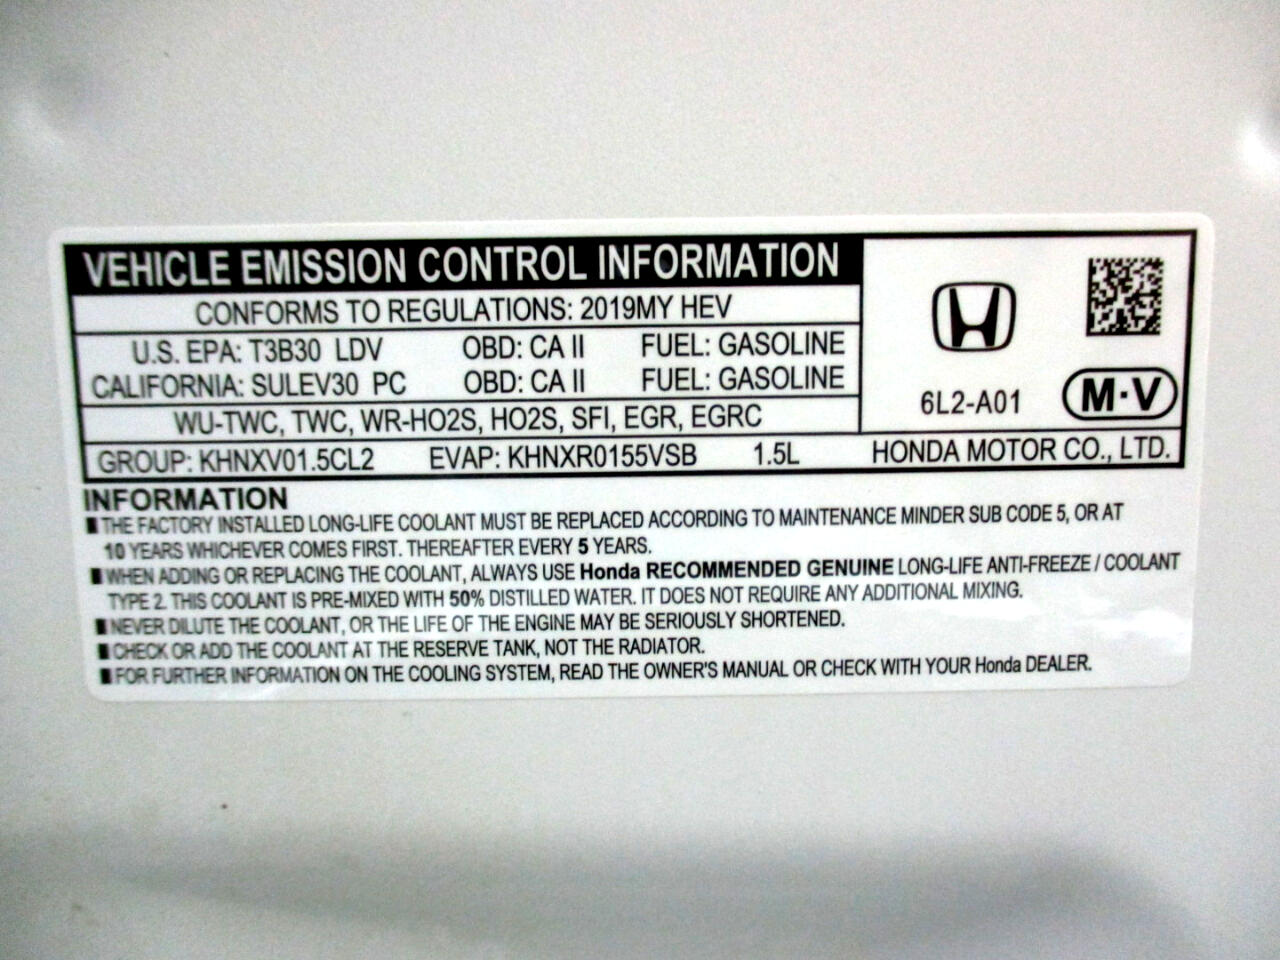 VEHICLE EMISSION CONTROL INFORMATION
CONFORMS TO REGULATIONS: 2019MY HEV
U.S. EPA: T3B30 LDV OBD: CA II FUEL: GASOLINE
CALIFORNIA: SULEV30 PC OBD: CA II FUEL: GASOLINE
WU-TWC, TWC, WR-HO2S, HO2S, SFI, EGR, EGRC
6L2-A01 M·V
GROUP: KHNXV01.5CL2 EVAP: KHNXR0155VSB 1.5L HONDA MOTOR CO., LTD.
INFORMATION
■ THE FACTORY INSTALLED LONG-LIFE COOLANT MUST BE REPLACED ACCORDING TO MAINTENANCE MINDER SUB CODE 5, OR AT
10 YEARS WHICHEVER COMES FIRST. THEREAFTER EVERY 5 YEARS.
■ WHEN ADDING OR REPLACING THE COOLANT, ALWAYS USE Honda RECOMMENDED GENUINE LONG-LIFE ANTI-FREEZE / COOLANT
TYPE 2. THIS COOLANT IS PRE-MIXED WITH 50% DISTILLED WATER. IT DOES NOT REQUIRE ANY ADDITIONAL MIXING.
■ NEVER DILUTE THE COOLANT, OR THE LIFE OF THE ENGINE MAY BE SERIOUSLY SHORTENED.
■ CHECK OR ADD THE COOLANT AT THE RESERVE TANK, NOT THE RADIATOR.
■ FOR FURTHER INFORMATION ON THE COOLING SYSTEM, READ THE OWNER'S MANUAL OR CHECK WITH YOUR Honda DEALER.